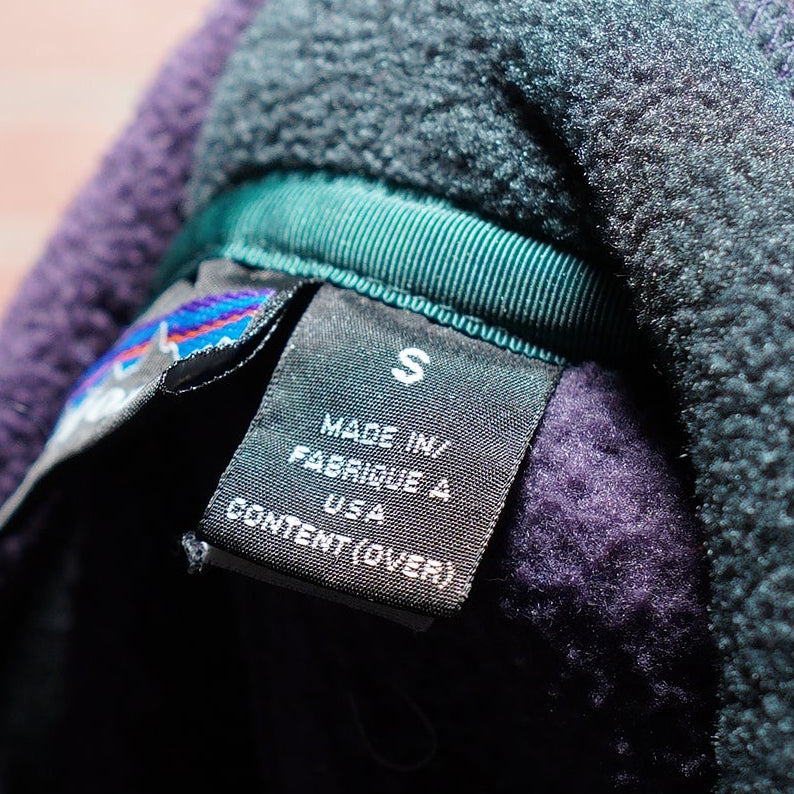 S
MADE IN/
FABRIQUE A
USA
CONTENT (OVER)